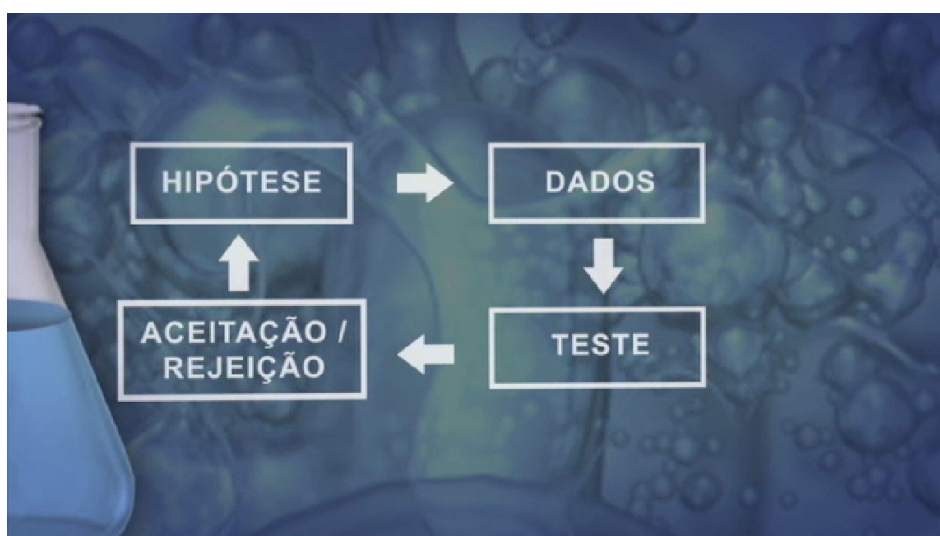 HIPÓTESE
DADOS
TESTE
ACEITAÇÃO /
REJEIÇÃO